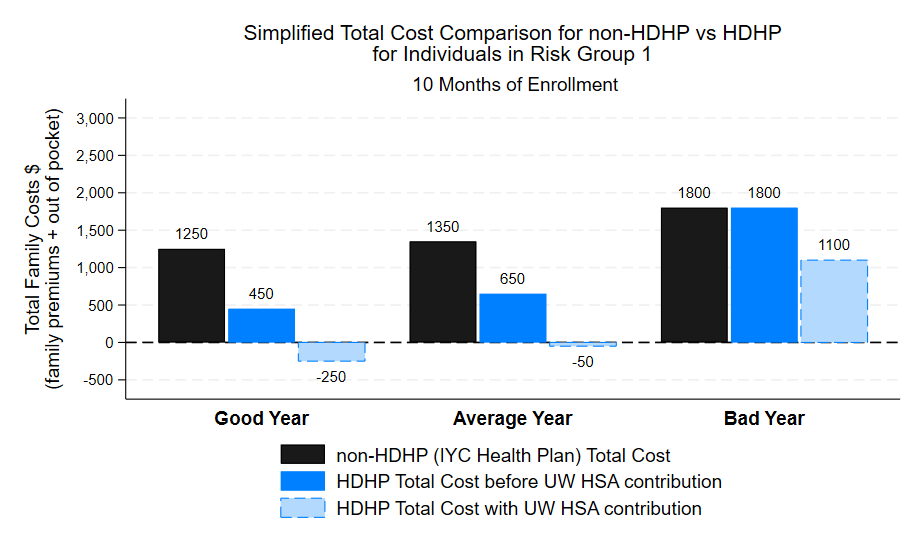 Simplified Total Cost Comparison for non-HDHP vs HDHP
for Individuals in Risk Group 1
10 Months of Enrollment
Total Family Costs $
(family premiums + out of pocket)
3,000
2,500
2,000
1,500
1,000
500
0
-500
1250
450
-250
1350
650
-50
1800
1800
1100
Good Year
Average Year
Bad Year
non-HDHP (IYC Health Plan) Total Cost
HDHP Total Cost before UW HSA contribution
HDHP Total Cost with UW HSA contribution